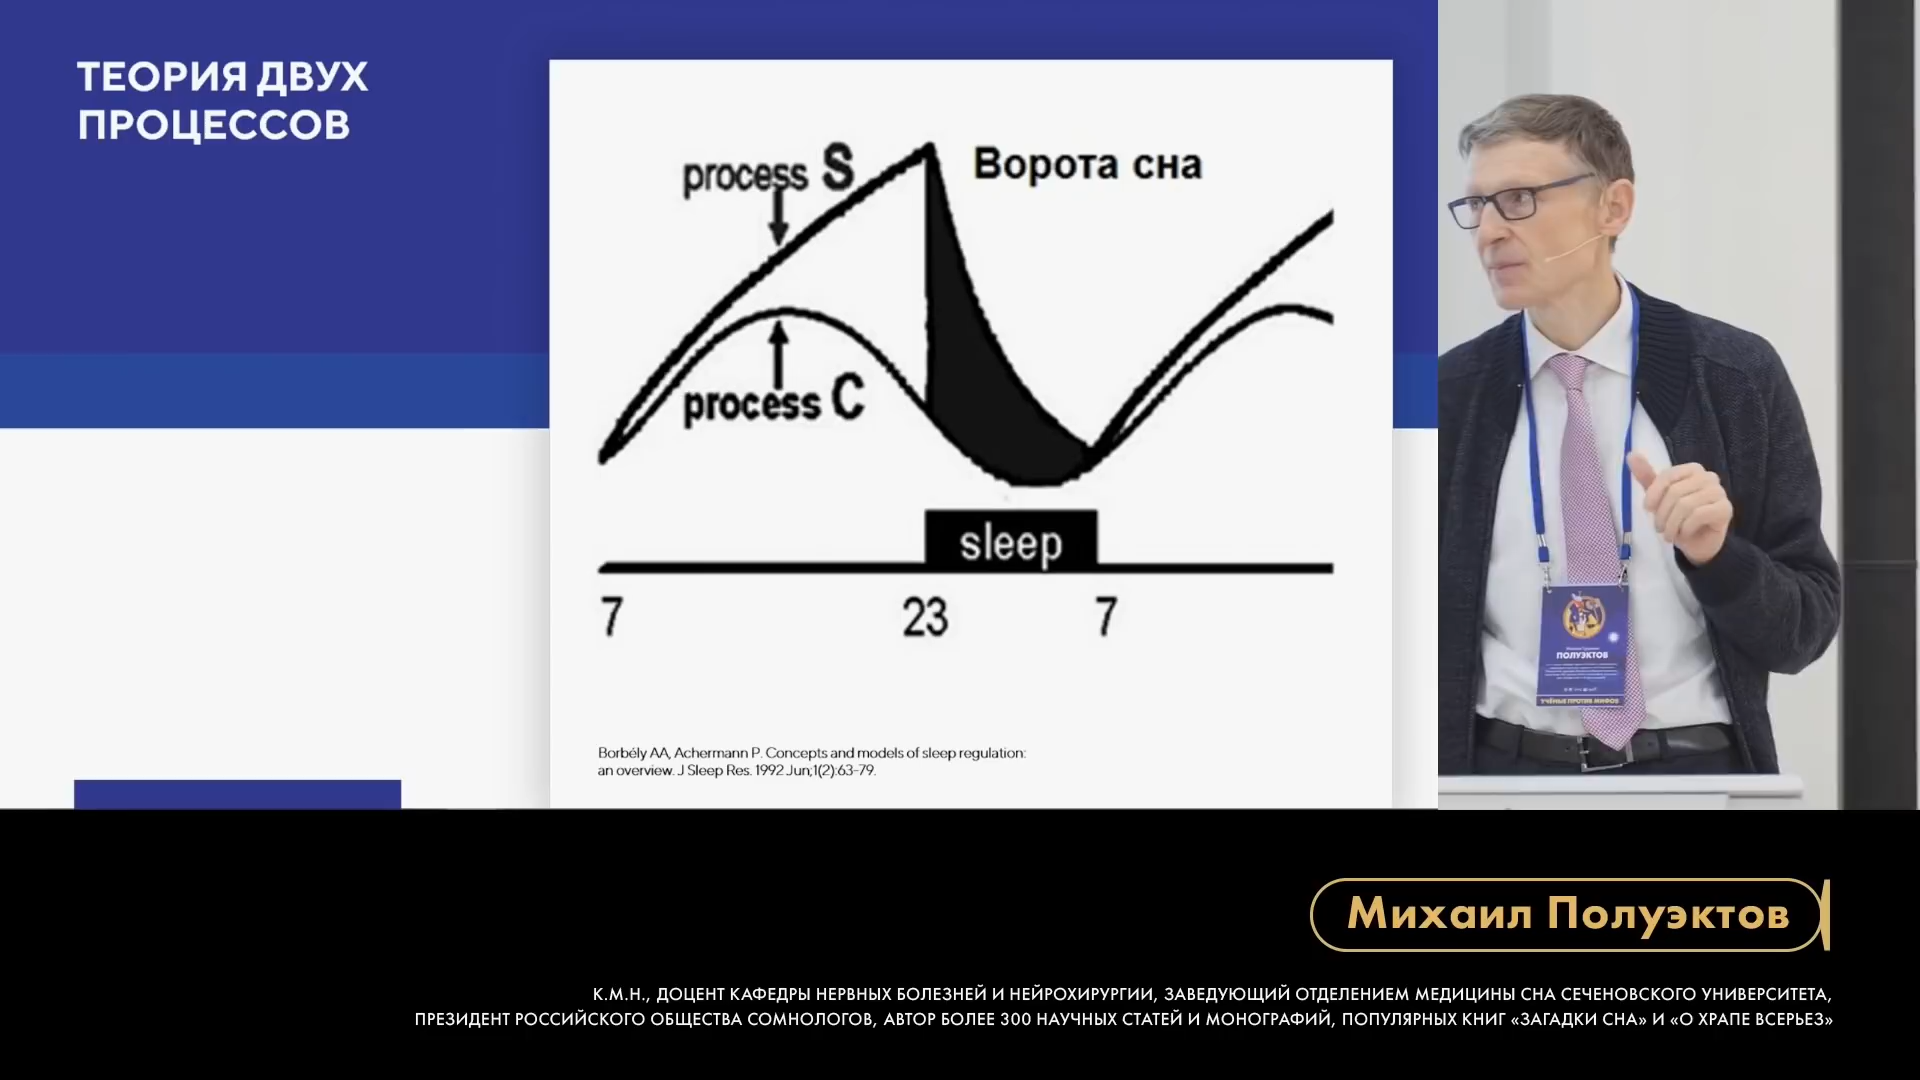 ТЕОРИЯ ДВУХ
ПРОЦЕССОВ
process S
Ворота сна
process C
sleep
7
23
7
Borbély AA, Achermann P. Concepts and models of sleep regulation:
an overview. J Sleep Res. 1992 Jun;1(2):63-79.
ПОЛУЭКТОВ
УЧЁНЫЕ ПРОТИВ МИФОВ
Михаил Полуэктов
К.М.Н., ДОЦЕНТ КАФЕДРЫ НЕРВНЫХ БОЛЕЗНЕЙ И НЕЙРОХИРУРГИИ, ЗАВЕДУЮЩИЙ ОТДЕЛЕНИЕМ МЕДИЦИНЫ СНА СЕЧЕНОВСКОГО УНИВЕРСИТЕТА,
ПРЕЗИДЕНТ РОССИЙСКОГО ОБЩЕСТВА СОМНОЛОГОВ, АВТОР БОЛЕЕ 300 НАУЧНЫХ СТАТЕЙ И МОНОГРАФИЙ, ПОПУЛЯРНЫХ КНИГ «ЗАГАДКИ СНА» И «О ХРАПЕ ВСЕРЬЕЗ»